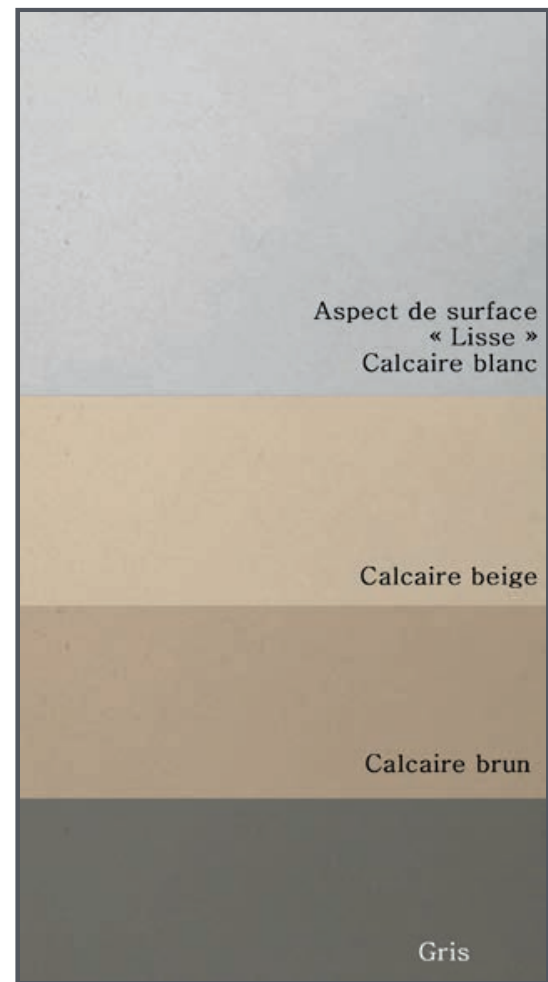 Aspect de surface
« Lisse »
Calcaire blanc
Calcaire beige
Calcaire brun
Gris